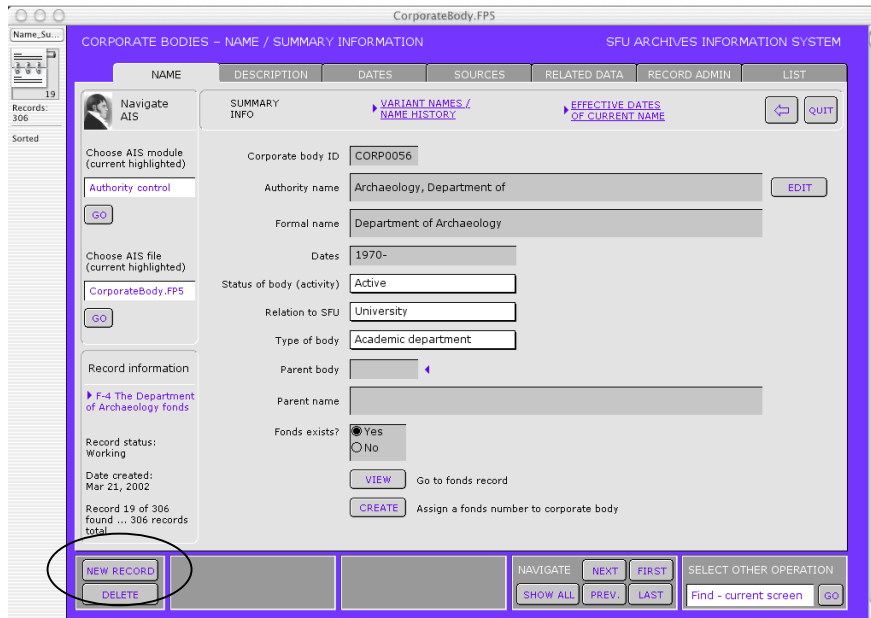 CorporateBody.FP5
Name_Su...
19
Records:
306
Sorted
CORPORATE BODIES – NAME / SUMMARY INFORMATION
SFU ARCHIVES INFORMATION SYSTEM
NAME
DESCRIPTION
DATES
SOURCES
RELATED DATA
RECORD ADMIN
LIST
Navigate
AIS
SUMMARY
INFO
VARIANT NAMES /
NAME HISTORY
EFFECTIVE DATES
OF CURRENT NAME
QUIT
Choose AIS module
(current highlighted)
Authority control
GO
Choose AIS file
(current highlighted)
CorporateBody.FP5
GO
Record information
F-4 The Department
of Archaeology fonds
Record status:
Working
Date created:
Mar 21, 2002
Record 19 of 306
found ... 306 records
total
Corporate body ID CORP0056
Authority name Archaeology, Department of
EDIT
Formal name Department of Archaeology
Dates 1970-
Status of body (activity) Active
Relation to SFU University
Type of body Academic department
Parent body
Parent name
Fonds exists? Yes
No
VIEW Go to fonds record
CREATE Assign a fonds number to corporate body
NEW RECORD
DELETE
NAVIGATE NEXT FIRST
SHOW ALL PREV. LAST
SELECT OTHER OPERATION
Find - current screen GO